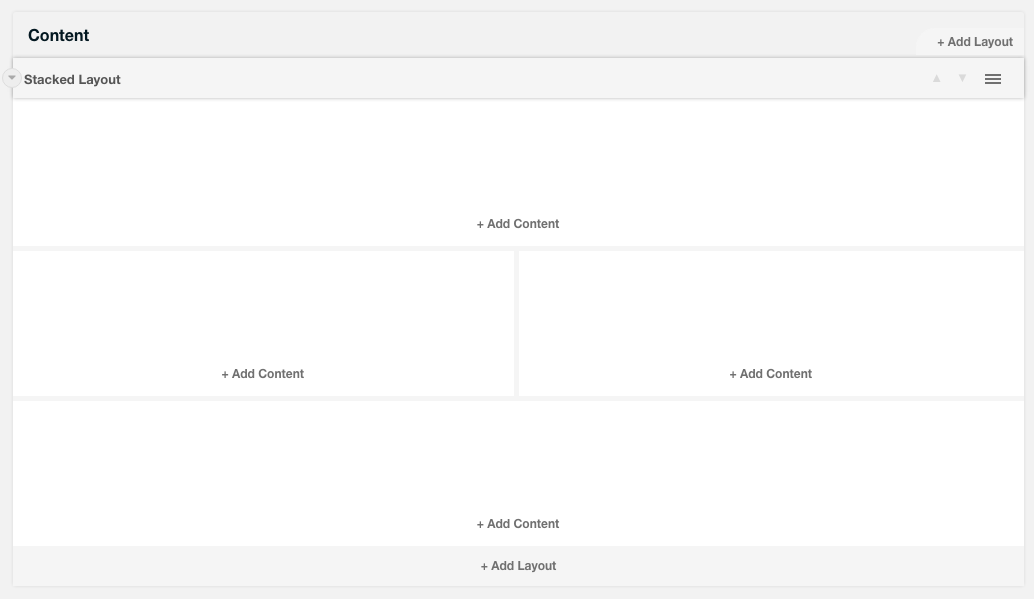 Content
+ Add Layout
Stacked Layout
+ Add Content
+ Add Content
+ Add Content
+ Add Content
+ Add Layout